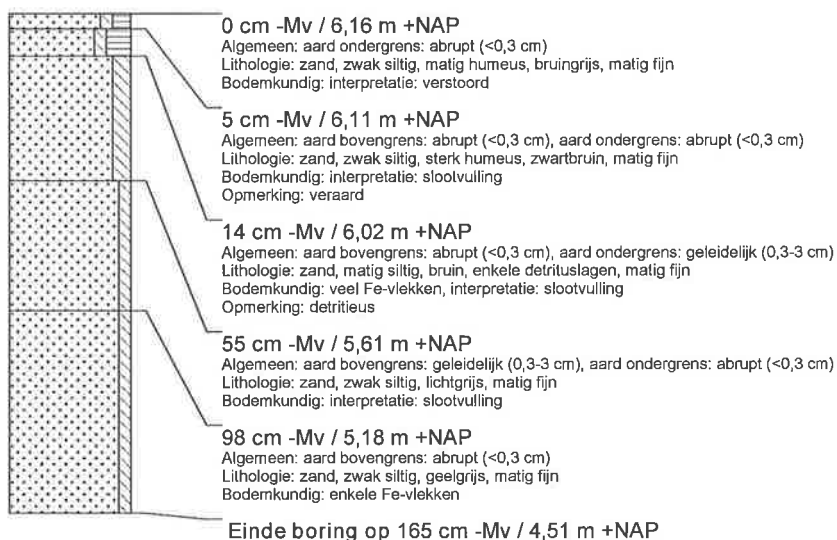 0 cm -Mv / 6,16 m +NAP
Algemeen: aard ondergrens: abrupt (<0,3 cm)
Lithologie: zand, zwak siltig, matig humeus, bruingrijs, matig fijn
Bodemkundig: interpretatie: verstoord
5 cm -Mv / 6,11 m +NAP
Algemeen: aard bovengrens: abrupt (<0,3 cm), aard ondergrens: abrupt (<0,3 cm)
Lithologie: zand, zwak siltig, sterk humeus, zwartbruin, matig fijn
Bodemkundig: interpretatie: slootvulling
Opmerking: veraard
14 cm -Mv / 6,02 m +NAP
Algemeen: aard bovengrens: abrupt (<0,3 cm), aard ondergrens: geleidelijk (0,3-3 cm)
Lithologie: zand, matig siltig, bruin, enkele detrituslagen, matig fijn
Bodemkundig: veel Fe-vlekken, interpretatie: slootvulling
Opmerking: detritieus
55 cm -Mv / 5,61 m +NAP
Algemeen: aard bovengrens: geleidelijk (0,3-3 cm), aard ondergrens: abrupt (<0,3 cm)
Lithologie: zand, zwak siltig, lichtgrijs, matig fijn
Bodemkundig: interpretatie: slootvulling
98 cm -Mv / 5,18 m +NAP
Algemeen: aard bovengrens: abrupt (<0,3 cm)
Lithologie: zand, zwak siltig, geelgrijs, matig fijn
Bodemkundig: enkele Fe-vlekken
Einde boring op 165 cm -Mv / 4,51 m +NAP